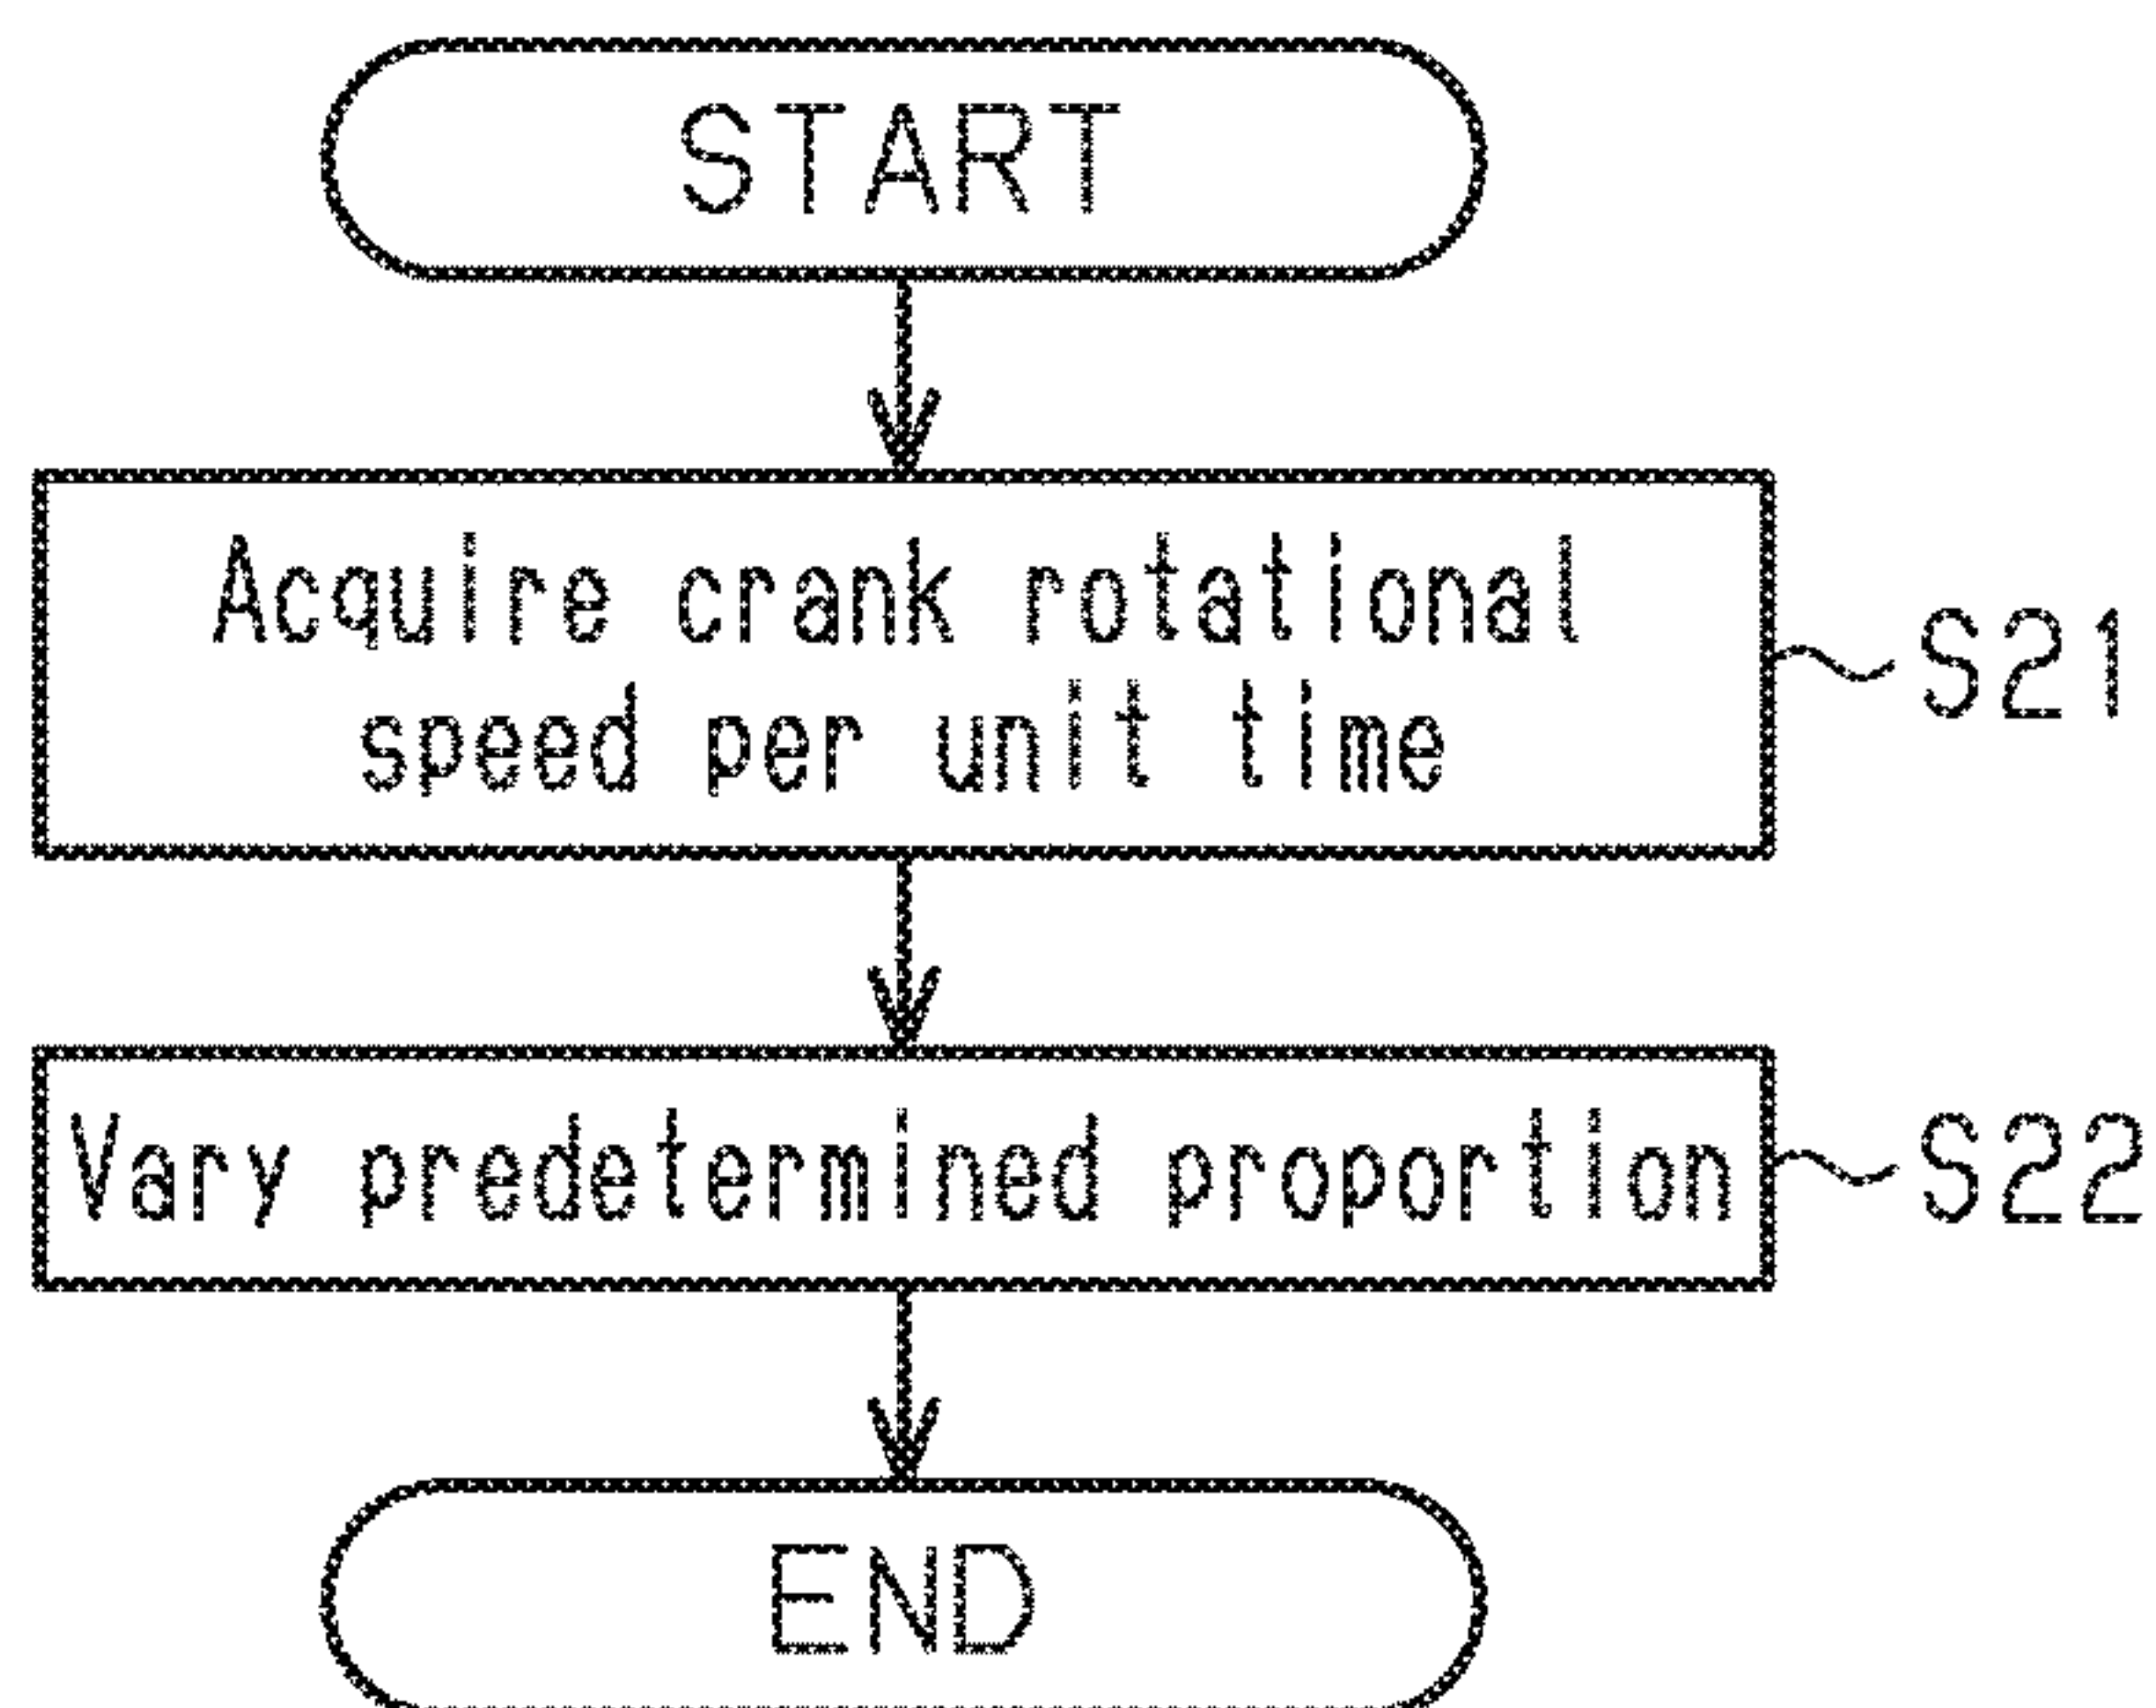 START
Acquire crank rotational
speed per unit time
S21
Vary predetermined proportion
S22
END